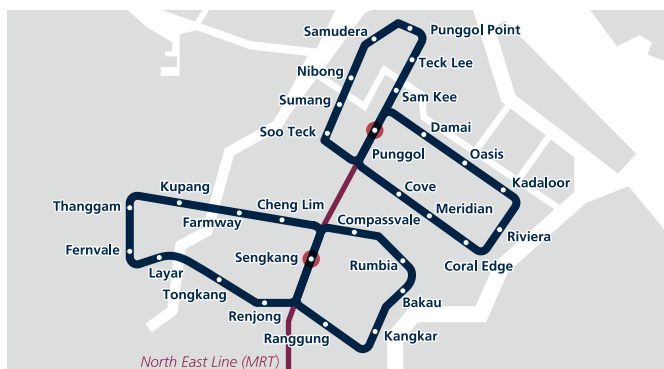 Samudera
Punggol Point
Teck Lee
Nibong
Sam Kee
Sumang
Damai
Soo Teck
Punggol
Oasis
Kadaloor
Cove
Meridian
Riviera
Coral Edge
Kupang
Cheng Lim
Compassvale
Thanggam
Farmway
Fernvale
Sengkang
Rumbia
Layar
Tongkang
Bakau
Renjong
Ranggung
Kangkar
North East Line (MRT)